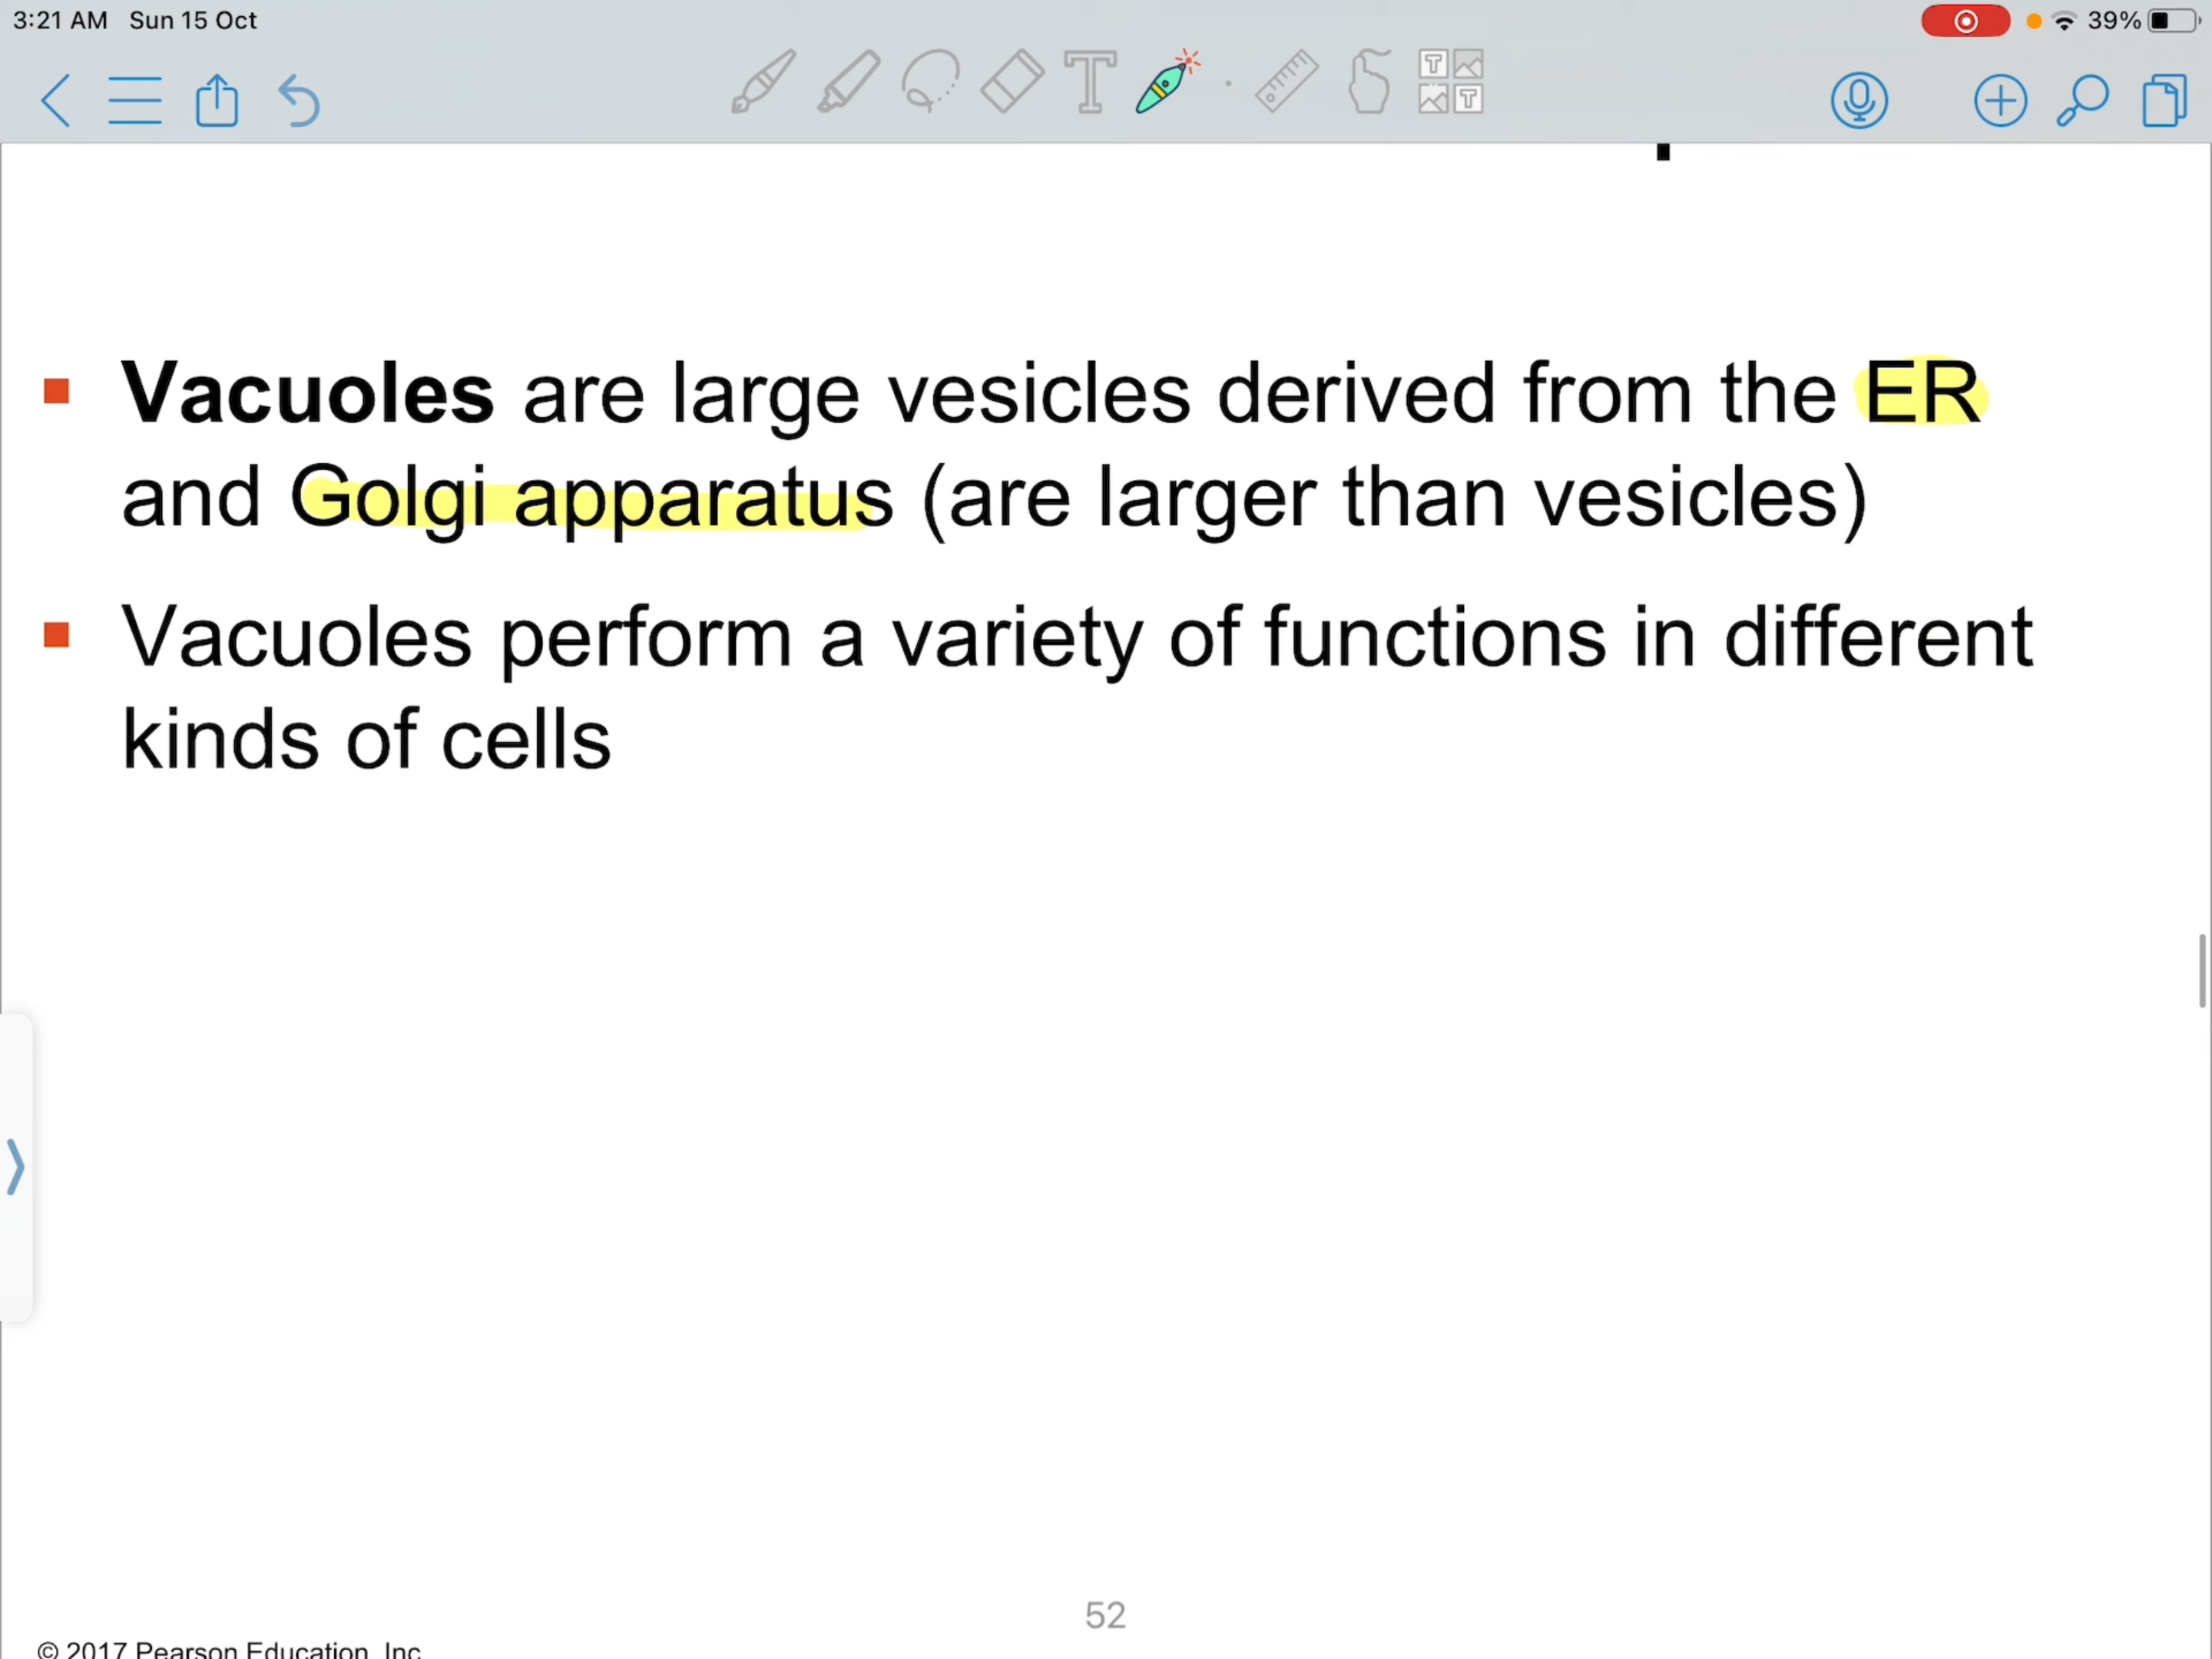 3:21 AM Sun 15 Oct
39%
Vacuoles are large vesicles derived from the ER
and Golgi apparatus (are larger than vesicles)
Vacuoles perform a variety of functions in different
kinds of cells
52
© 2017 Pearson Education, Inc